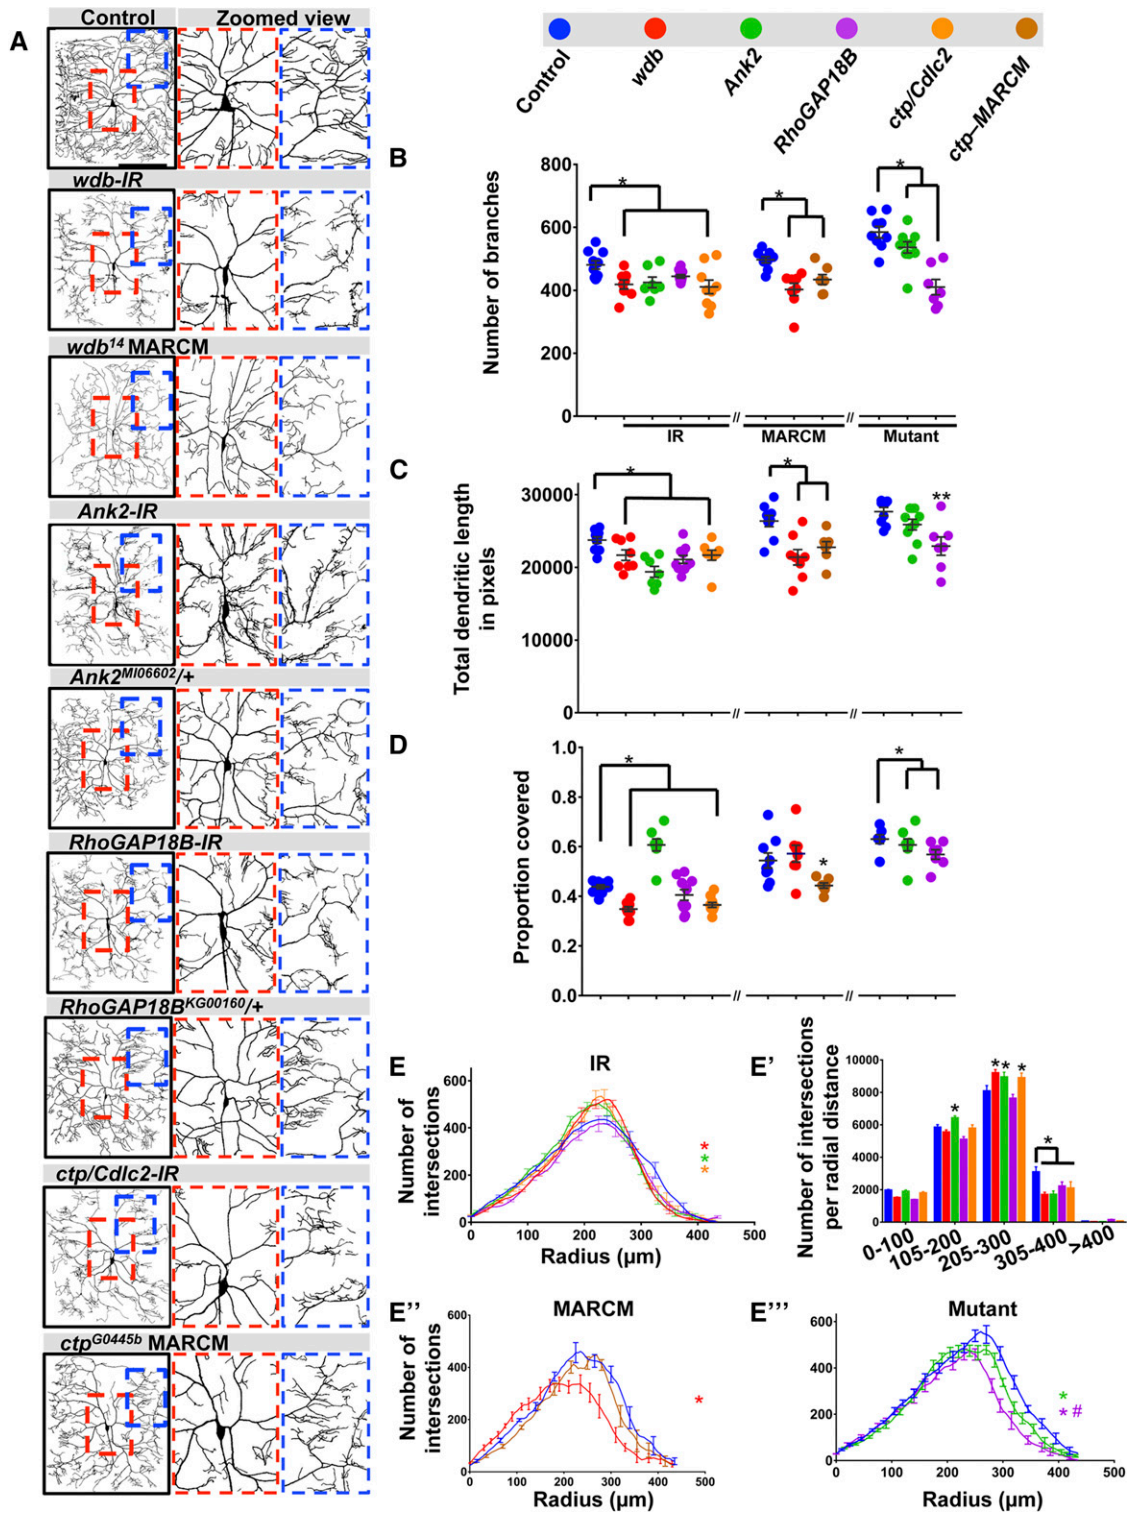 A
Control
Zoomed view
wdb-IR
wdb14 MARCM
Ank2-IR
Ank2MI06602/+
RhoGAP18B-IR
RhoGAP18BKG00160/+
ctp/Cdlc2-IR
ctpG0445b MARCM
Control
wdb
Ank2
RhoGAP18B
ctp/Cdlc2
ctp–MARCM
B
Number of branches
800
600
400
200
0
*
*
*
//
//
IR
MARCM
Mutant
C
Total dendritic length
in pixels
30000
20000
10000
0
*
*
**
//
//
D
Proportion covered
1.0
0.8
0.6
0.4
0.2
0.0
*
*
*
//
//
E
IR
Number of
intersections
600
400
200
0
0 100 200 300 400 500
Radius (µm)
*
*
*
E'
Number of intersections
per radial distance
10000
8000
6000
4000
2000
0
* * * *
*
0-100
105-200
205-300
305-400
>400
E''
MARCM
Number of
intersections
600
400
200
0
0 100 200 300 400 500
Radius (µm)
*
E'''
Mutant
600
400
200
0
0 100 200 300 400 500
Radius (µm)
*
* #